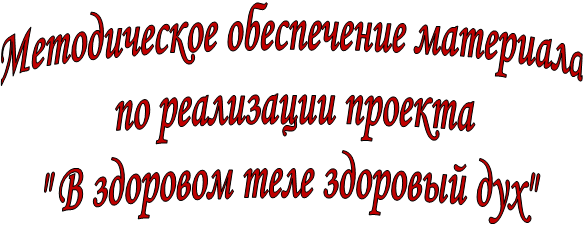 Методическое обеспечение материала
по реализации проекта
" В здоровом теле здоровый дух"